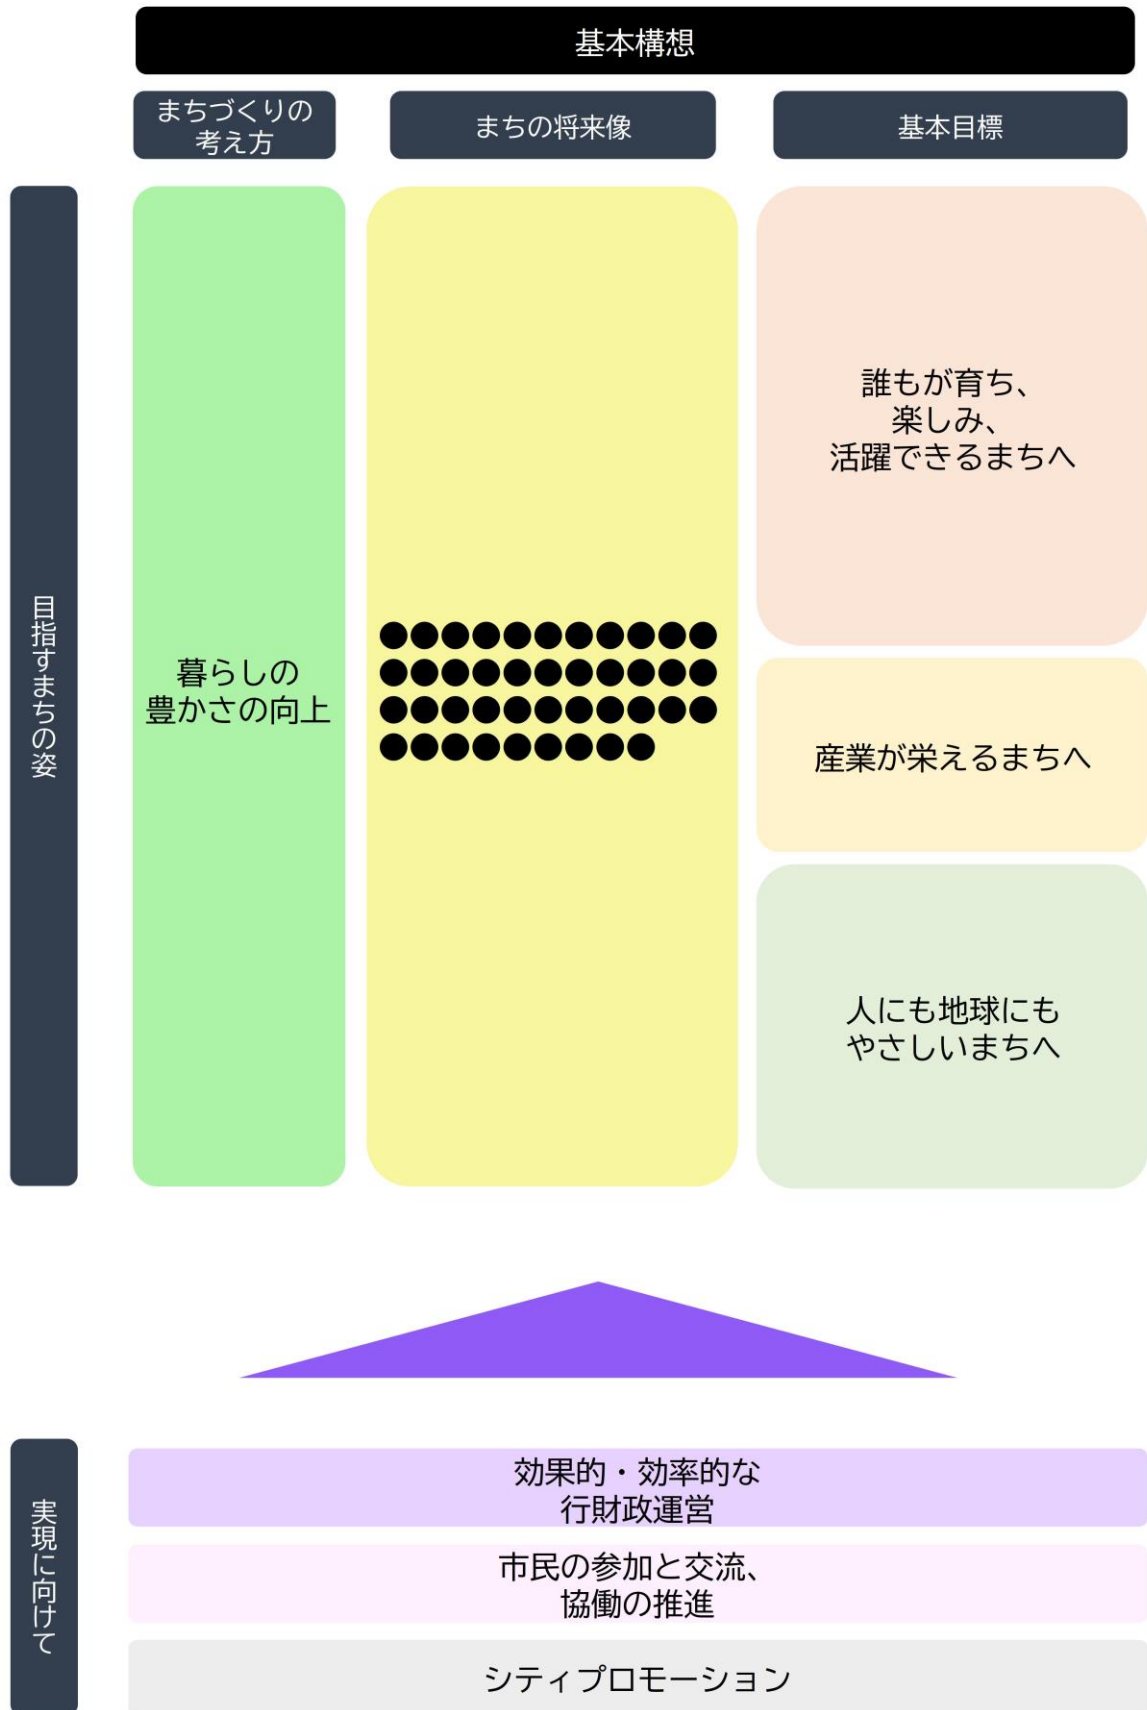 基本構想
まちづくりの
考え方
まちの将来像
基本目標
目指すまちの姿
暮らしの
豊かさの向上
●●●●●●●●●●●
●●●●●●●●●●●
●●●●●●●●●●●
●●●●●●●●●
誰もが育ち、
楽しみ、
活躍できるまちへ
産業が栄えるまちへ
人にも地球にも
やさしいまちへ
実現に向けて
効果的・効率的な
行財政運営
市民の参加と交流、
協働の推進
シティプロモーション